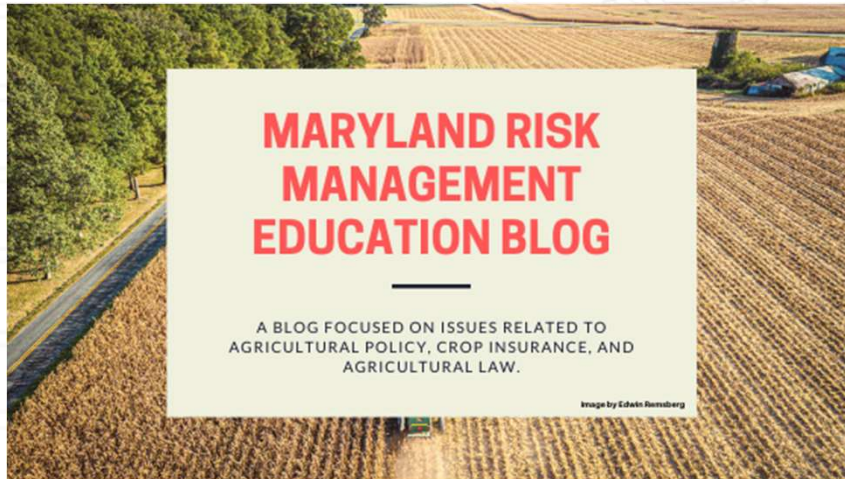 MARYLAND RISK
MANAGEMENT
EDUCATION BLOG
A BLOG FOCUSED ON ISSUES RELATED TO
AGRICULTURAL POLICY, CROP INSURANCE, AND
AGRICULTURAL LAW.
Image by Edwin Remsberg